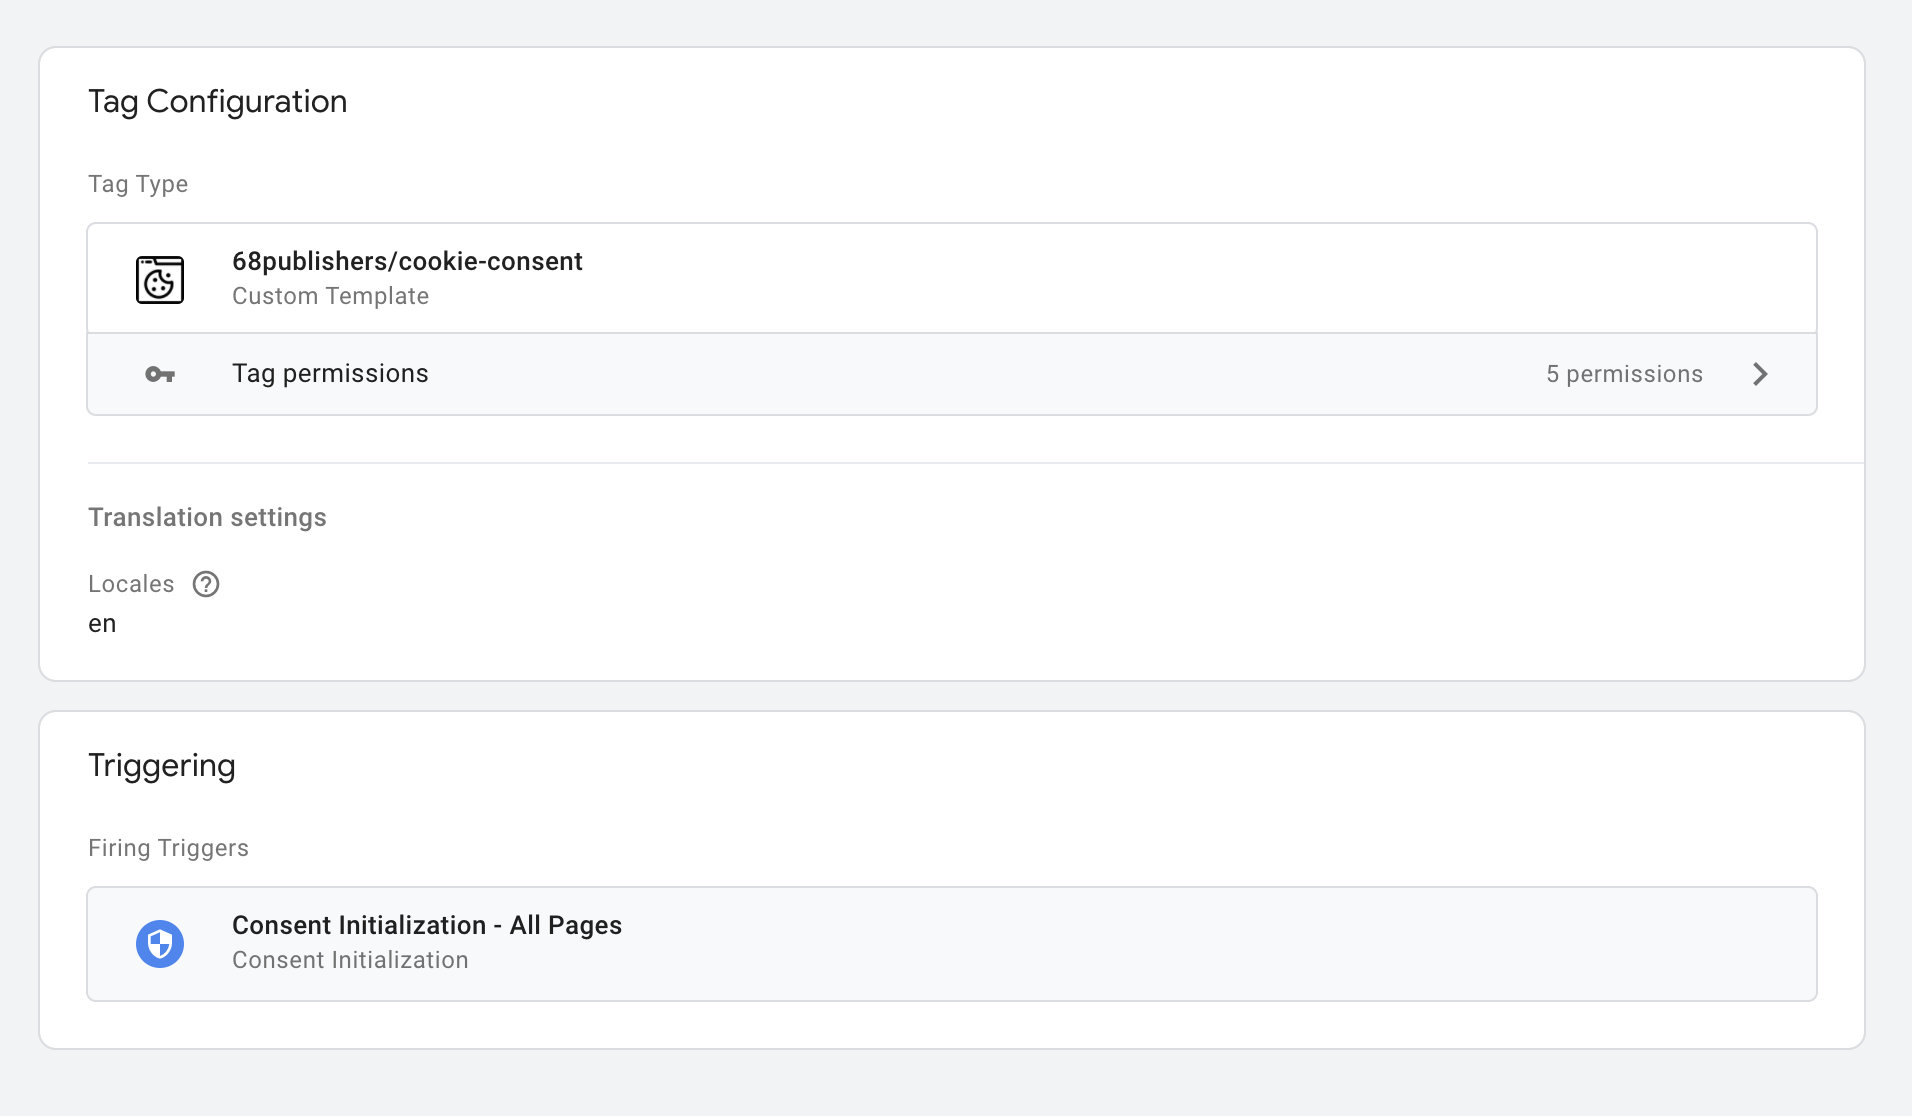 Tag Configuration
Tag Type
68publishers/cookie-consent
Custom Template
Tag permissions
5 permissions
Translation settings
Locales
en
Triggering
Firing Triggers
Consent Initialization - All Pages
Consent Initialization